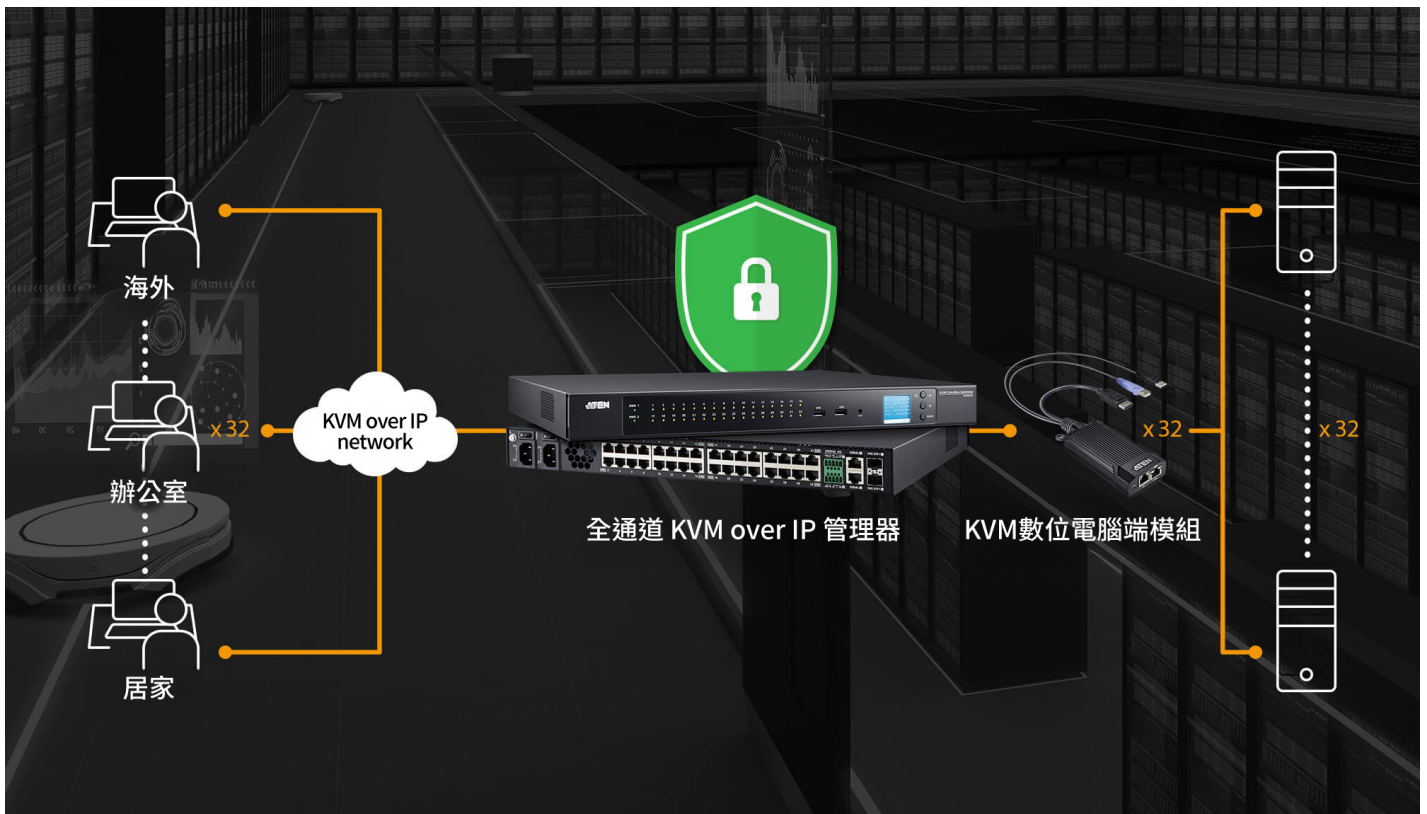 海外
辦公室
居家
x 32
KVM over IP
network
ATEN
全通道 KVM over IP 管理器
ATEN
KVM數位電腦端模組
x 32
x 32